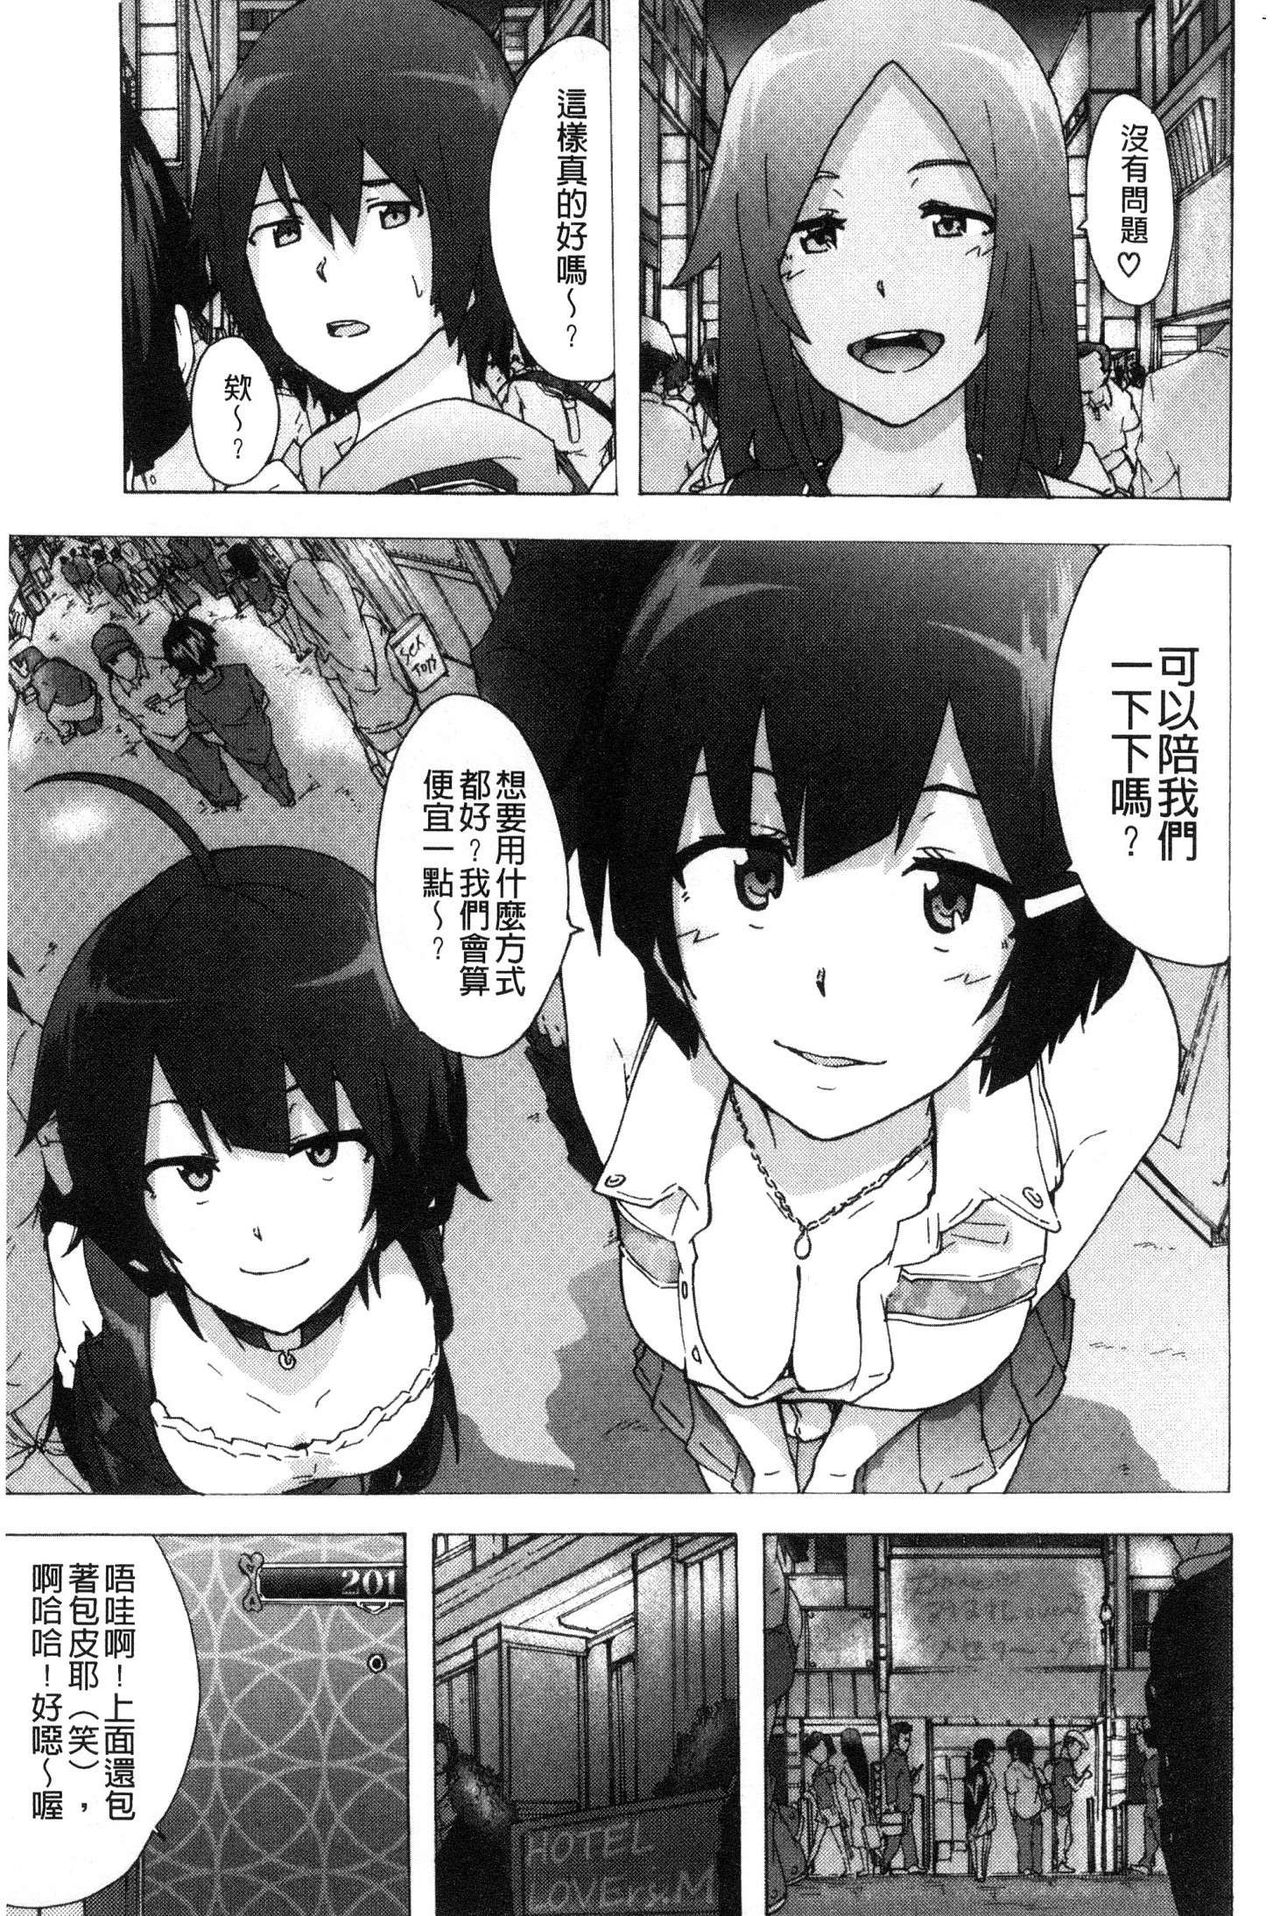 沒有問題♡
這樣真的好嗎～？
欸～？
可以陪我們
一下下嗎？
想要用什麼方式
都好？我們會算
便宜一點～？
Sex
Toys
HOTEL
LOVErs.M
201
唔哇啊！上面還包
著包皮耶（笑），
啊哈哈！好噁～喔